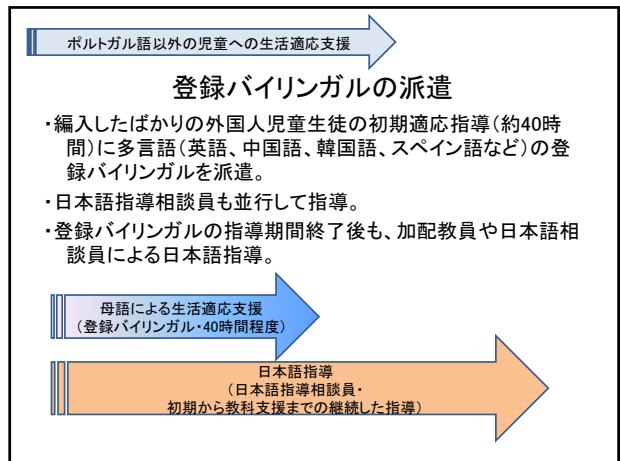 ポルトガル語以外の児童への生活適応支援
登録バイリンガルの派遣
・編入したばかりの外国人児童生徒の初期適応指導(約40時
間)に多言語(英語、中国語、韓国語、スペイン語など)の登
録バイリンガルを派遣。
・日本語指導相談員も並行して指導。
・登録バイリンガルの指導期間終了後も、加配教員や日本語相
談員による日本語指導。
母語による生活適応支援
(登録バイリンガル・40時間程度)
日本語指導
(日本語指導相談員・
初期から教科支援までの継続した指導)